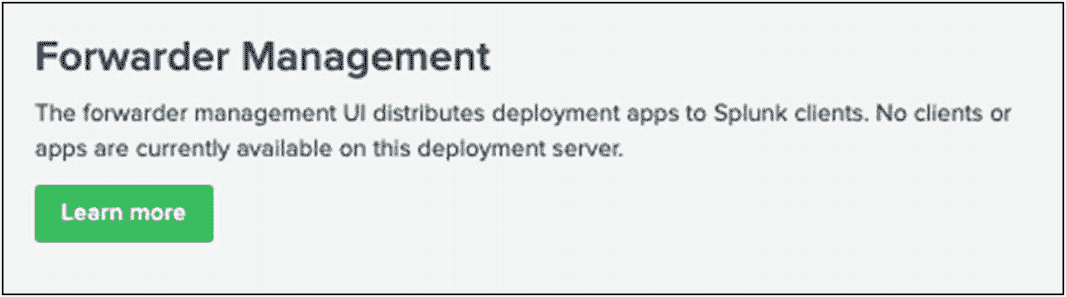 Forwarder Management
The forwarder management UI distributes deployment apps to Splunk clients. No clients or
apps are currently available on this deployment server.
Learn more